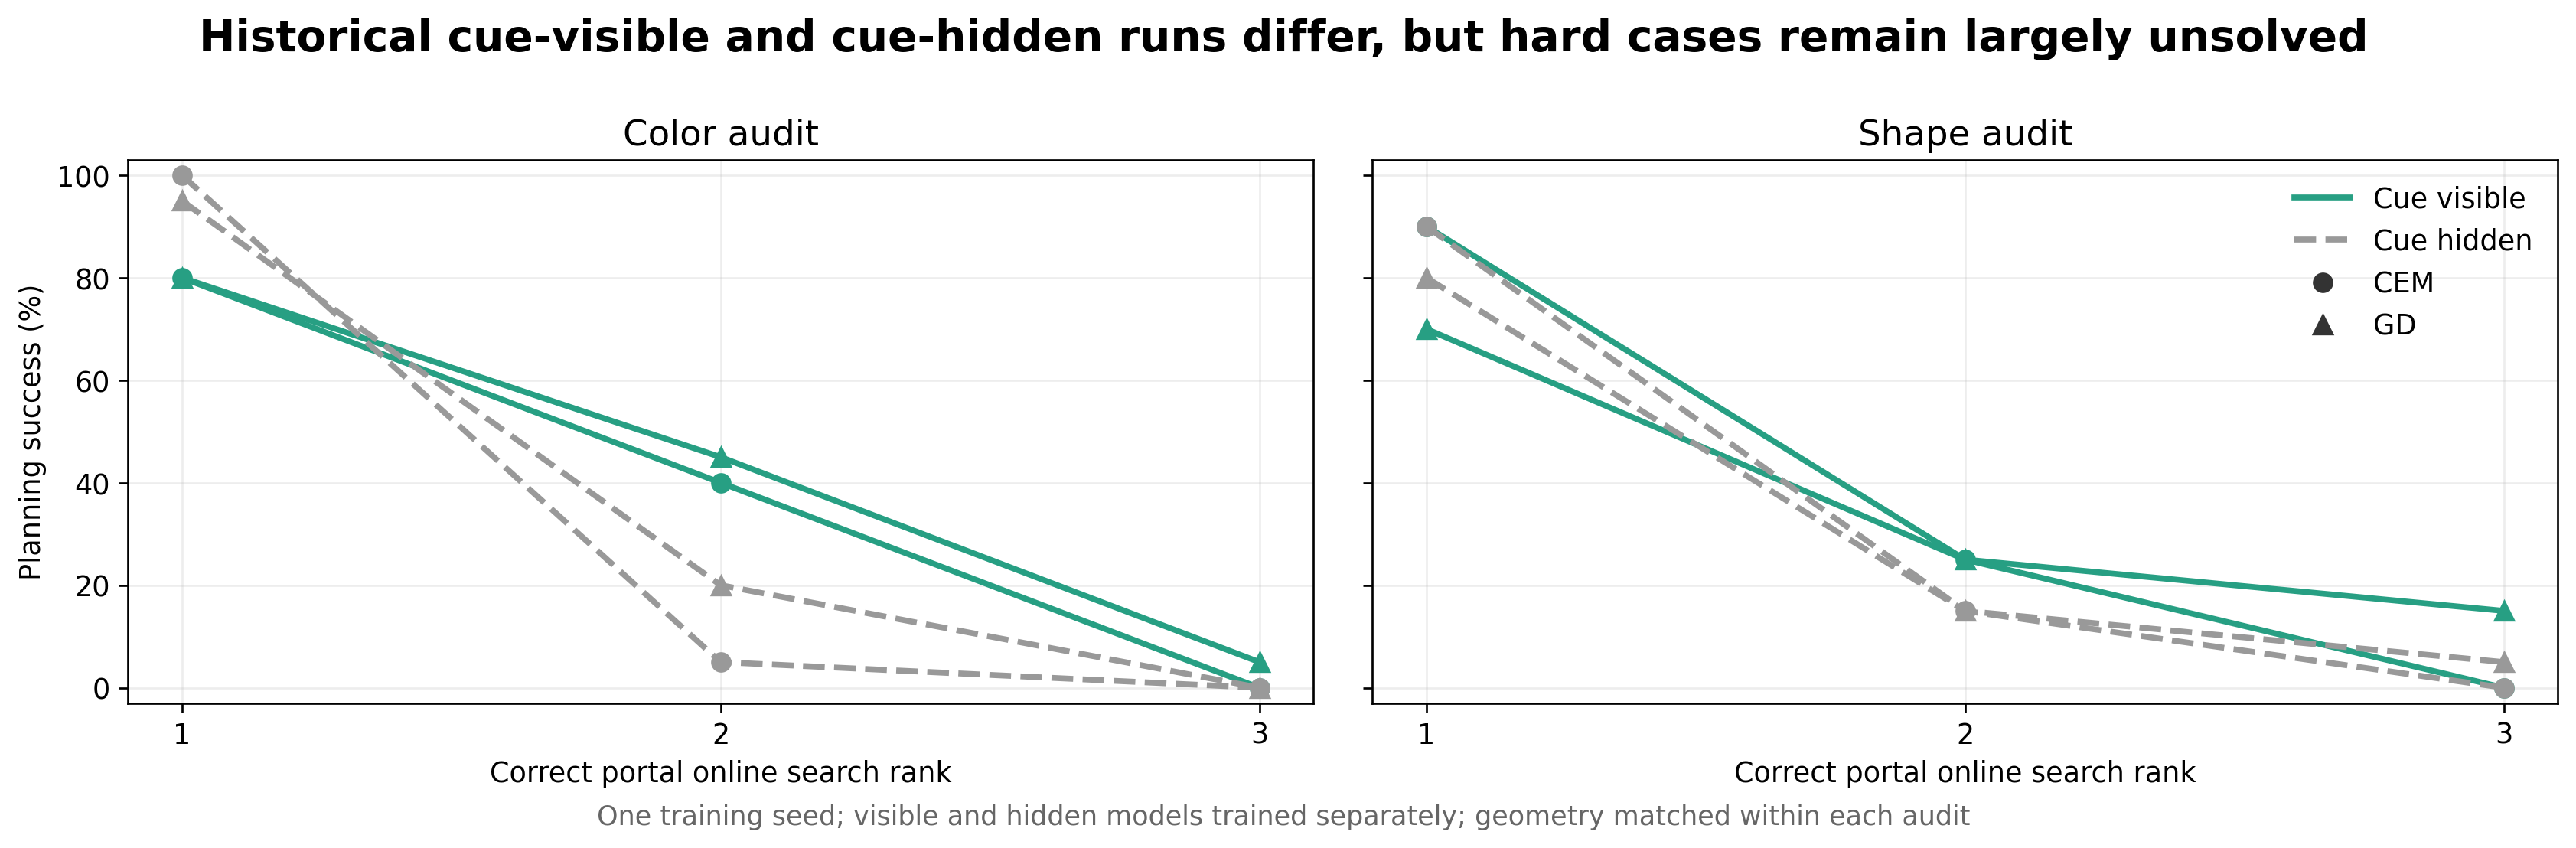 Historical cue-visible and cue-hidden runs differ, but hard cases remain largely unsolved
Color audit
Planning success (%)
100
80
60
40
20
0
1
2
3
Correct portal online search rank
Shape audit
Cue visible
Cue hidden
CEM
GD
1
2
3
Correct portal online search rank
One training seed; visible and hidden models trained separately; geometry matched within each audit